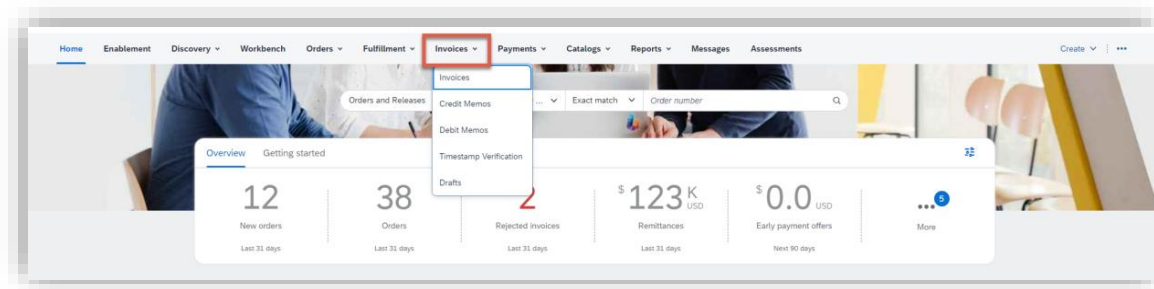 Home Enablement Discovery Workbench Orders Fulfillment Invoices Payments Catalogs Reports Messages Assessments Create
Invoices
Orders and Releases ... Exact match Order number
Credit Memos
Debit Memos
Overview Getting started
Timestamp Verification
Drafts
12 38 2 $ 123 K USD $ 0.0 USD ... 5
New orders Orders Rejected invoices Remittances Early payment offers More
Last 31 days Last 31 days Last 31 days Last 31 days Next 90 days